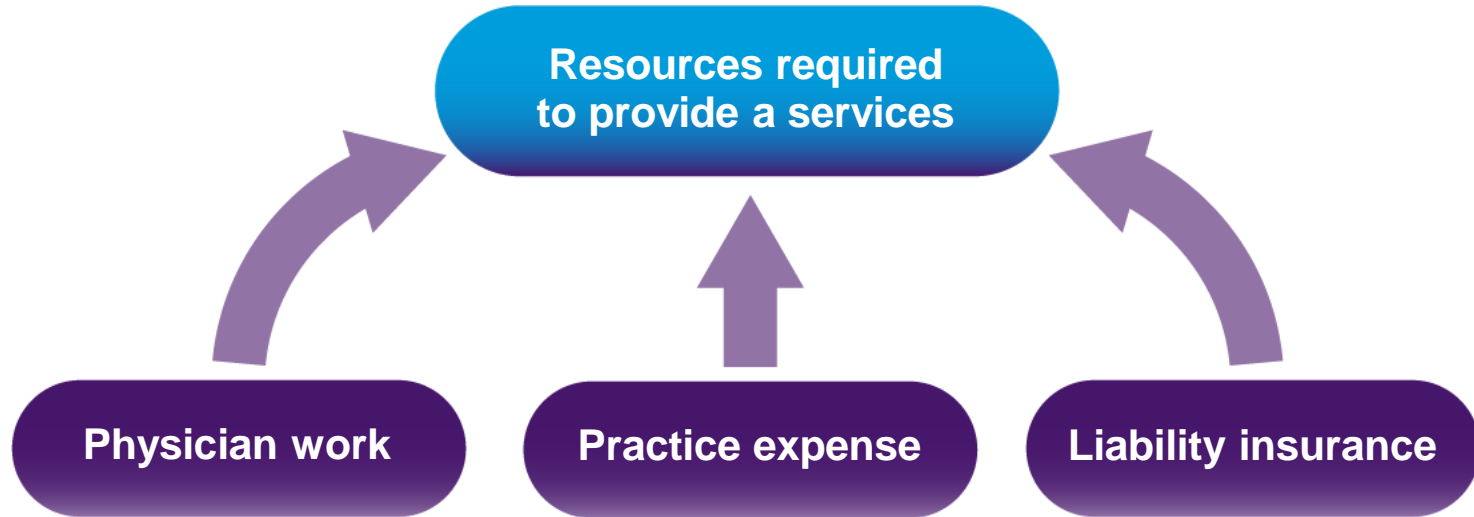 Resources required
to provide a services
Physician work
Practice expense
Liability insurance